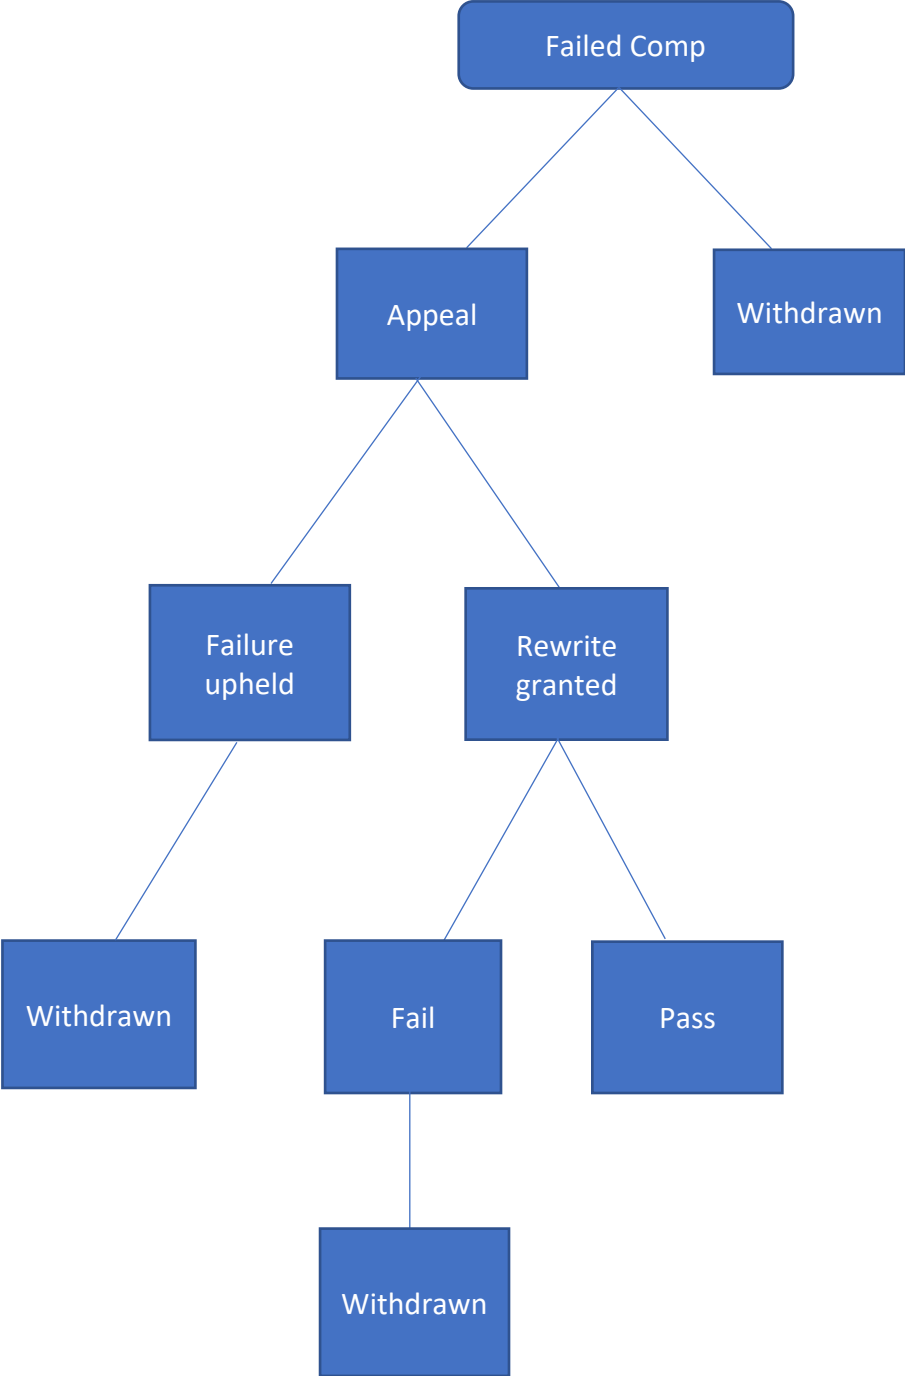 Failed Comp
Appeal
Withdrawn
Failure
upheld
Rewrite
granted
Withdrawn
Fail
Pass
Withdrawn